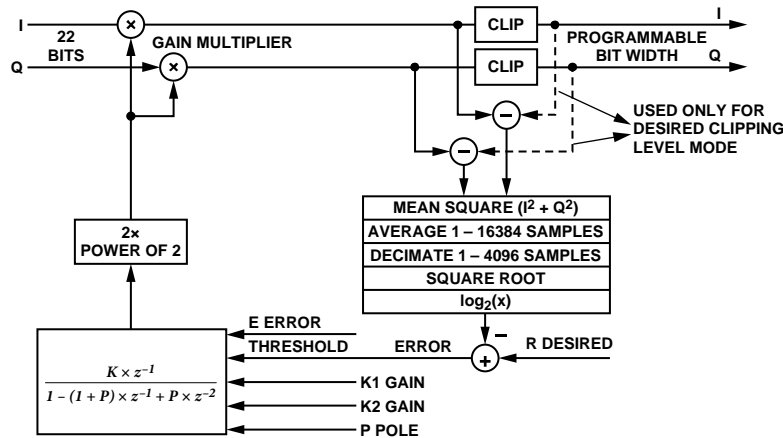 I
22
BITS
Q
GAIN MULTIPLIER
×
×
CLIP
CLIP
I
PROGRAMMABLE
BIT WIDTH
Q
–
–
USED ONLY FOR
DESIRED CLIPPING
LEVEL MODE
MEAN SQUARE (I² + Q²)
AVERAGE 1 – 16384 SAMPLES
DECIMATE 1 – 4096 SAMPLES
SQUARE ROOT
log₂(x)
2×
POWER OF 2
–
+
R DESIRED
ERROR
E ERROR
THRESHOLD
K1 GAIN
K2 GAIN
P POLE
K × z⁻¹
1 – (1 + P) × z⁻¹ + P × z⁻²